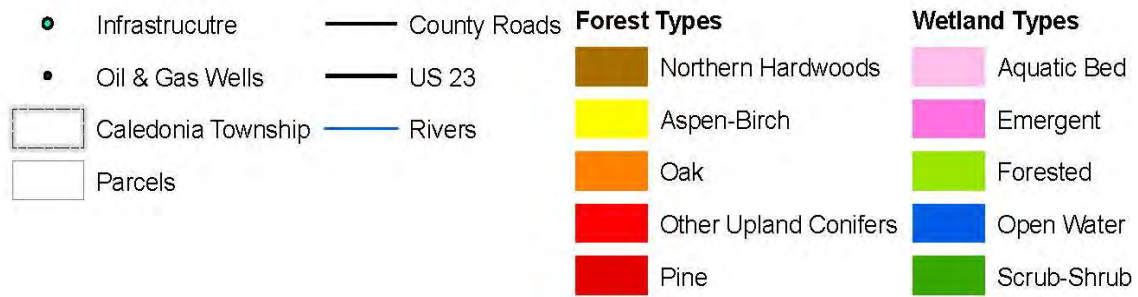 Infrastrucutre
Oil & Gas Wells
Caledonia Township
Parcels
County Roads
US 23
Rivers
Forest Types
Northern Hardwoods
Aspen-Birch
Oak
Other Upland Conifers
Pine
Wetland Types
Aquatic Bed
Emergent
Forested
Open Water
Scrub-Shrub